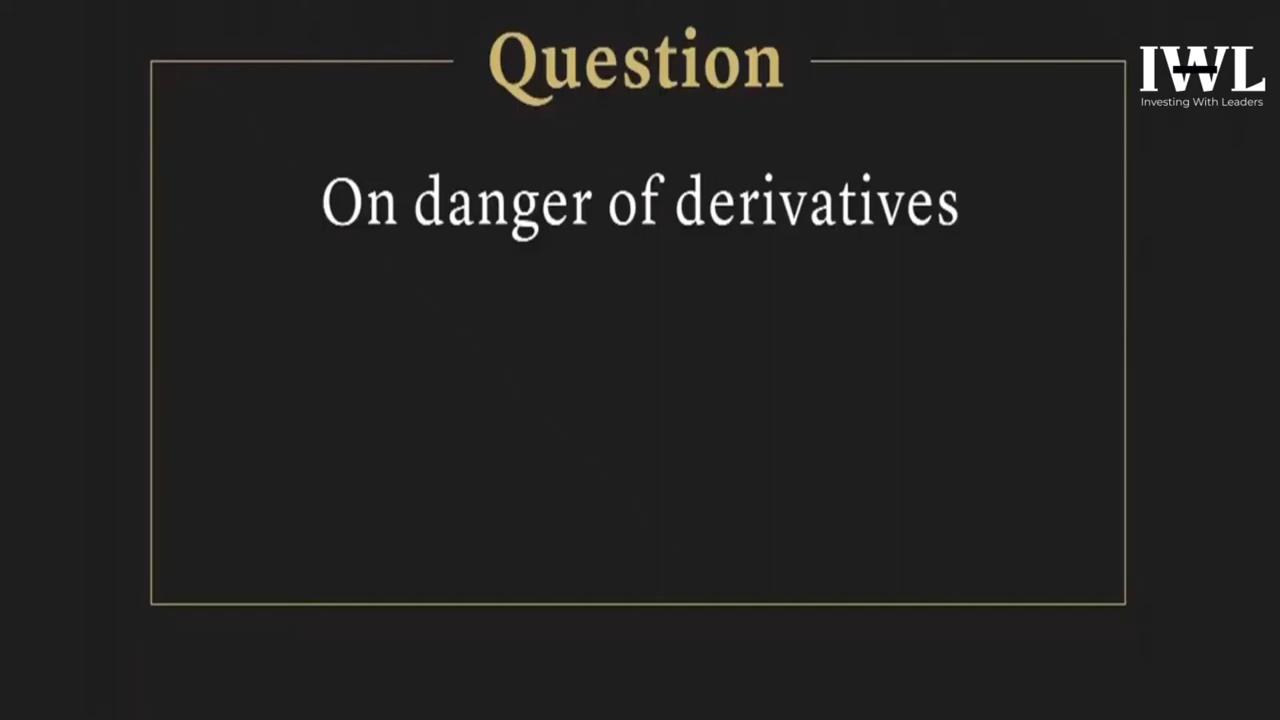 Question
IWL
Investing With Leaders
On danger of derivatives